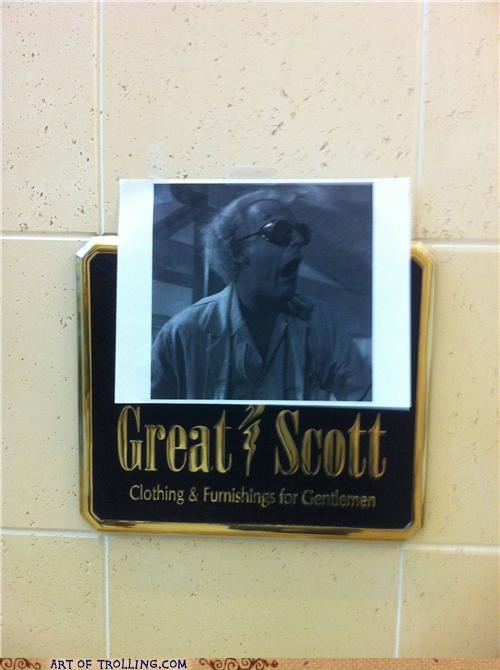 Great Scott
Clothing & Furnishings for Gentlemen
ART OF TROLLING.COM